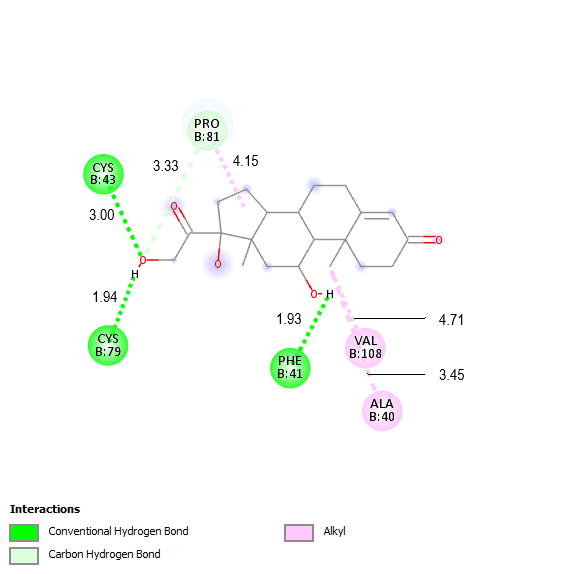 PRO
B:81
CYS
B:43
3.33
4.15
3.00
O
O
O
H
O
O
H
1.94
1.93
CYS
B:79
PHE
B:41
4.71
VAL
B:108
3.45
ALA
B:40
Interactions
Conventional Hydrogen Bond
Carbon Hydrogen Bond
Alkyl